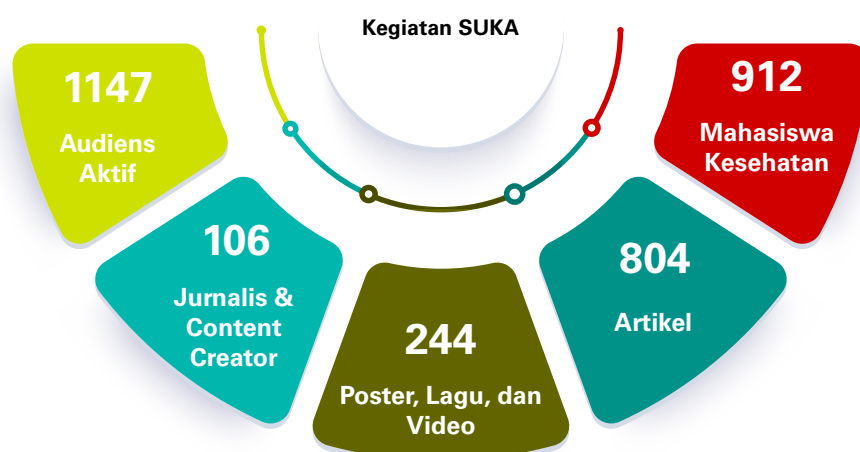 Kegiatan SUKA
1147
Audiens
Aktif
106
Jurnalis &
Content
Creator
244
Poster, Lagu, dan
Video
804
Artikel
912
Mahasiswa
Kesehatan